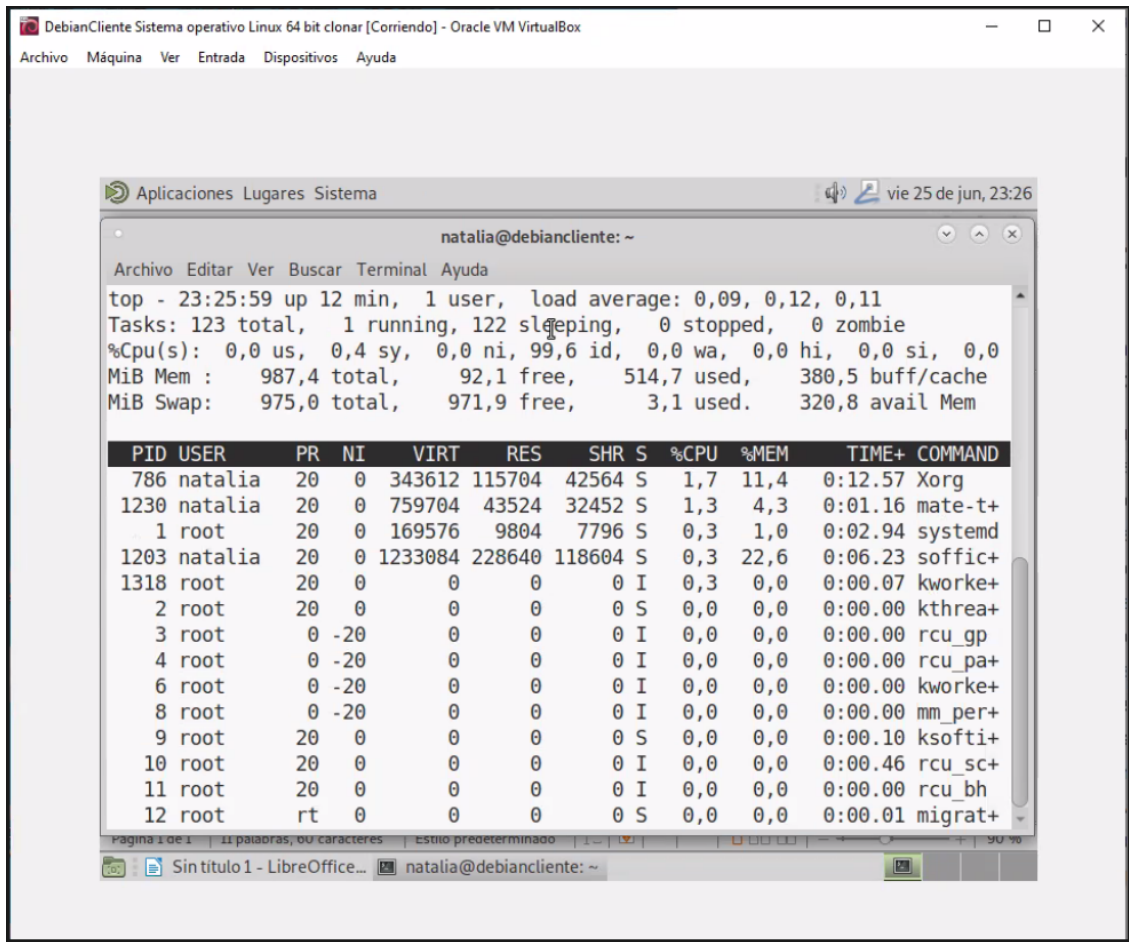 DebianCliente Sistema operativo Linux 64 bit clonar [Corriendo] - Oracle VM VirtualBox
Archivo Máquina Ver Entrada Dispositivos Ayuda
Aplicaciones Lugares Sistema vie 25 de jun, 23:26
natalia@debiancliente: ~
Archivo Editar Ver Buscar Terminal Ayuda
top - 23:25:59 up 12 min, 1 user, load average: 0,09, 0,12, 0,11
Tasks: 123 total, 1 running, 122 sleeping, 0 stopped, 0 zombie
%Cpu(s): 0,0 us, 0,4 sy, 0,0 ni, 99,6 id, 0,0 wa, 0,0 hi, 0,0 si, 0,0
MiB Mem : 987,4 total, 92,1 free, 514,7 used, 380,5 buff/cache
MiB Swap: 975,0 total, 971,9 free, 3,1 used. 320,8 avail Mem
PID USER PR NI VIRT RES SHR S %CPU %MEM TIME+ COMMAND
786 natalia 20 0 343612 115704 42564 S 1,7 11,4 0:12.57 Xorg
1230 natalia 20 0 759704 43524 32452 S 1,3 4,3 0:01.16 mate-t+
1 root 20 0 169576 9804 7796 S 0,3 1,0 0:02.94 systemd
1203 natalia 20 0 1233084 228640 118604 S 0,3 22,6 0:06.23 soffic+
1318 root 20 0 0 0 0 I 0,3 0,0 0:00.07 kworke+
2 root 20 0 0 0 0 S 0,0 0,0 0:00.00 kthrea+
3 root 0 -20 0 0 0 I 0,0 0,0 0:00.00 rcu_gp
4 root 0 -20 0 0 0 I 0,0 0,0 0:00.00 rcu_pa+
6 root 0 -20 0 0 0 I 0,0 0,0 0:00.00 kworke+
8 root 0 -20 0 0 0 I 0,0 0,0 0:00.00 mm_per+
9 root 20 0 0 0 0 S 0,0 0,0 0:00.10 ksofti+
10 root 20 0 0 0 0 I 0,0 0,0 0:00.46 rcu_sc+
11 root 20 0 0 0 0 I 0,0 0,0 0:00.00 rcu_bh
12 root rt 0 0 0 0 S 0,0 0,0 0:00.01 migrat+
Página 1 de 1 11 palabras, 60 caracteres Estilo predeterminado 90 %
Sin título 1 - LibreOffice... natalia@debiancliente: ~